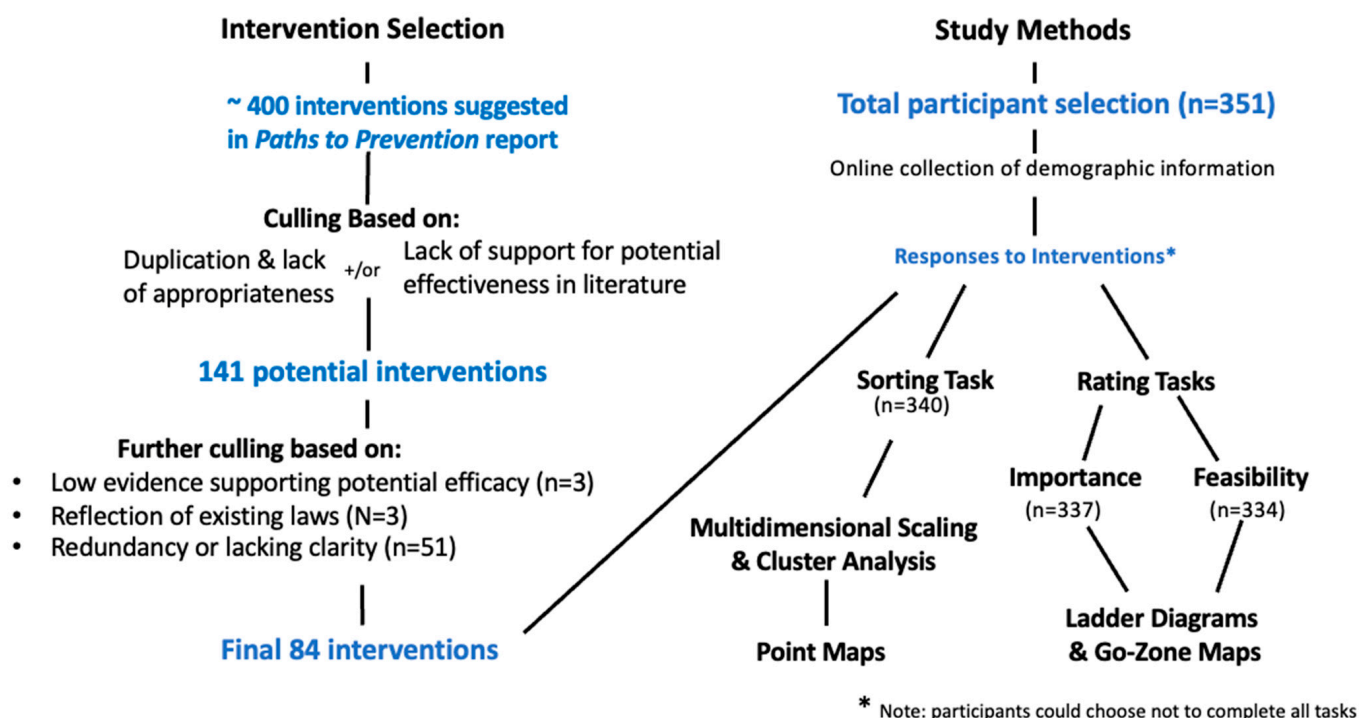 Intervention Selection
~ 400 interventions suggested
in Paths to Prevention report
Culling Based on:
Duplication & lack
of appropriateness
+/or
Lack of support for potential
effectiveness in literature
141 potential interventions
Further culling based on:
• Low evidence supporting potential efficacy (n=3)
• Reflection of existing laws (N=3)
• Redundancy or lacking clarity (n=51)
Final 84 interventions
Study Methods
Total participant selection (n=351)
Online collection of demographic information
Responses to Interventions*
Sorting Task
(n=340)
Multidimensional Scaling
& Cluster Analysis
Point Maps
Rating Tasks
Importance
(n=337)
Feasibility
(n=334)
Ladder Diagrams
& Go-Zone Maps
* Note: participants could choose not to complete all tasks